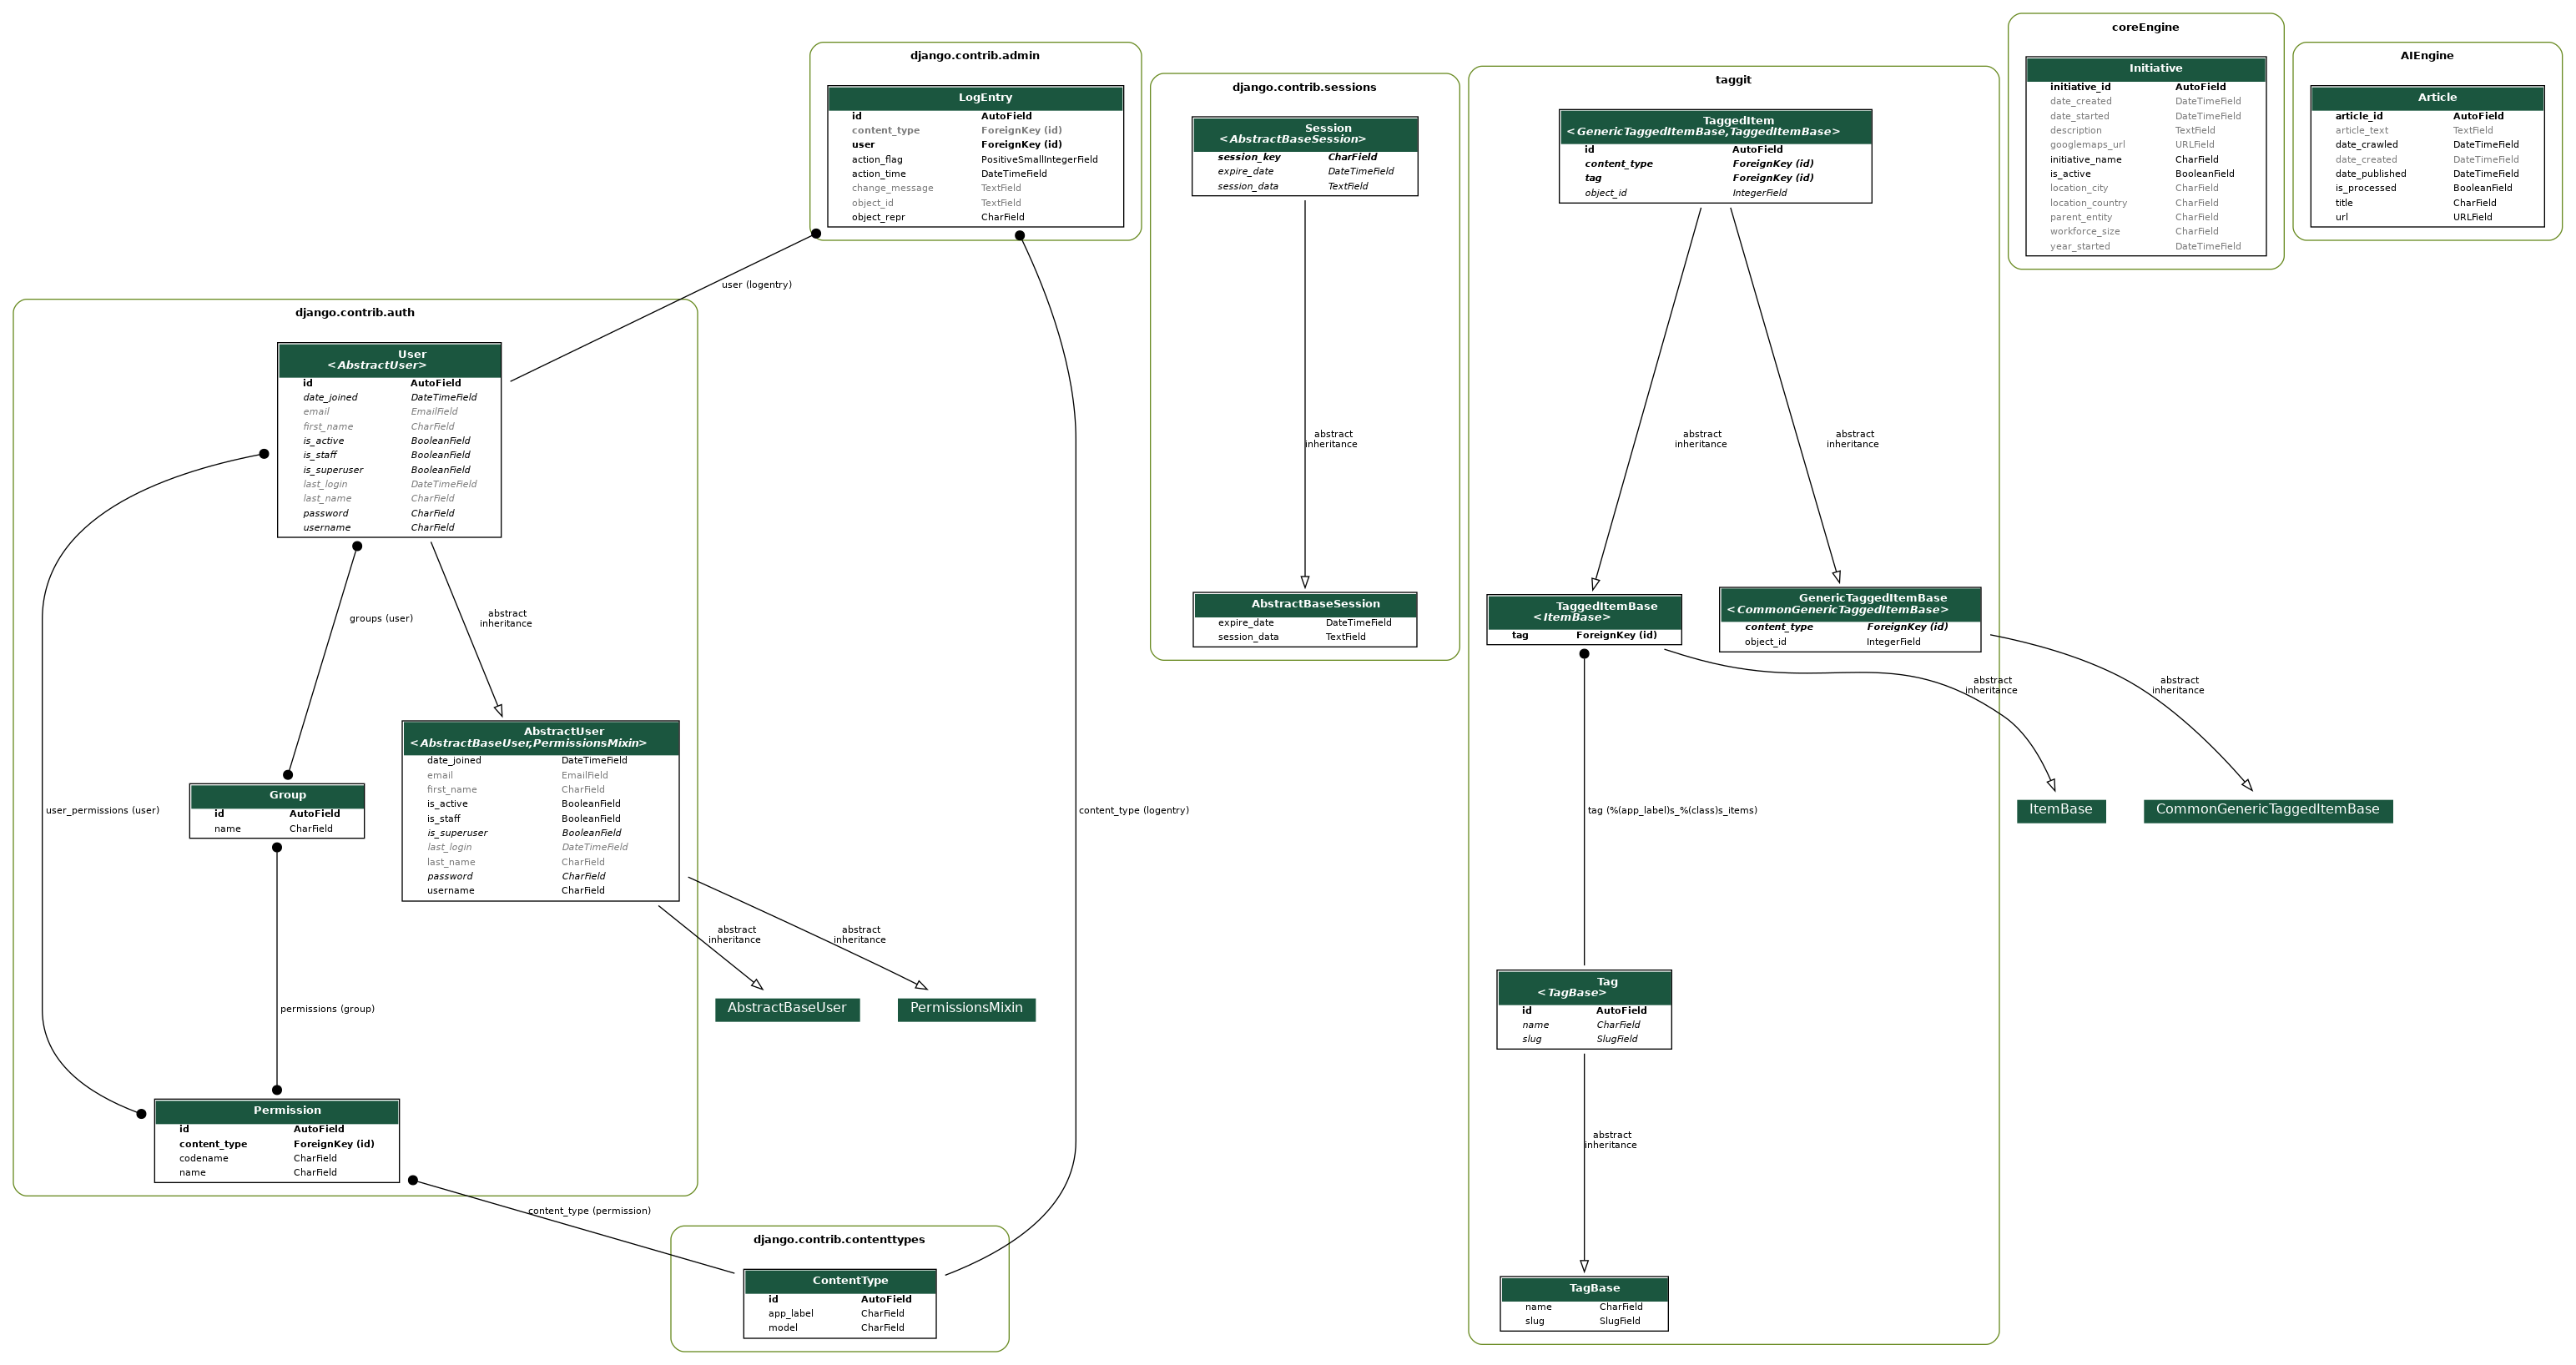 django.contrib.admin
LogEntry
id AutoField
content_type ForeignKey (id)
user ForeignKey (id)
action_flag PositiveSmallIntegerField
action_time DateTimeField
change_message TextField
object_id TextField
object_repr CharField
django.contrib.sessions
Session
<AbstractBaseSession>
session_key CharField
expire_date DateTimeField
session_data TextField
abstract
inheritance
AbstractBaseSession
expire_date DateTimeField
session_data TextField
taggit
TaggedItem
<GenericTaggedItemBase,TaggedItemBase>
id AutoField
content_type ForeignKey (id)
tag ForeignKey (id)
object_id IntegerField
abstract
inheritance
abstract
inheritance
TaggedItemBase
<ItemBase>
tag ForeignKey (id)
GenericTaggedItemBase
<CommonGenericTaggedItemBase>
content_type ForeignKey (id)
object_id IntegerField
abstract
inheritance
abstract
inheritance
tag (%(app_label)s_%(class)s_items)
ItemBase
CommonGenericTaggedItemBase
Tag
<TagBase>
id AutoField
name CharField
slug SlugField
abstract
inheritance
TagBase
name CharField
slug SlugField
coreEngine
Initiative
initiative_id AutoField
date_created DateTimeField
date_started DateTimeField
description TextField
googlemaps_url URLField
initiative_name CharField
is_active BooleanField
location_city CharField
location_country CharField
parent_entity CharField
workforce_size CharField
year_started DateTimeField
AIEngine
Article
article_id AutoField
article_text TextField
date_crawled DateTimeField
date_created DateTimeField
date_published DateTimeField
is_processed BooleanField
title CharField
url URLField
user (logentry)
django.contrib.auth
User
<AbstractUser>
id AutoField
date_joined DateTimeField
email EmailField
first_name CharField
is_active BooleanField
is_staff BooleanField
is_superuser BooleanField
last_login DateTimeField
last_name CharField
password CharField
username CharField
groups (user)
abstract
inheritance
AbstractUser
<AbstractBaseUser,PermissionsMixin>
date_joined DateTimeField
email EmailField
first_name CharField
is_active BooleanField
is_staff BooleanField
is_superuser BooleanField
last_login DateTimeField
last_name CharField
password CharField
username CharField
Group
id AutoField
name CharField
user_permissions (user)
content_type (logentry)
abstract
inheritance
abstract
inheritance
AbstractBaseUser
PermissionsMixin
permissions (group)
Permission
id AutoField
content_type ForeignKey (id)
codename CharField
name CharField
content_type (permission)
django.contrib.contenttypes
ContentType
id AutoField
app_label CharField
model CharField